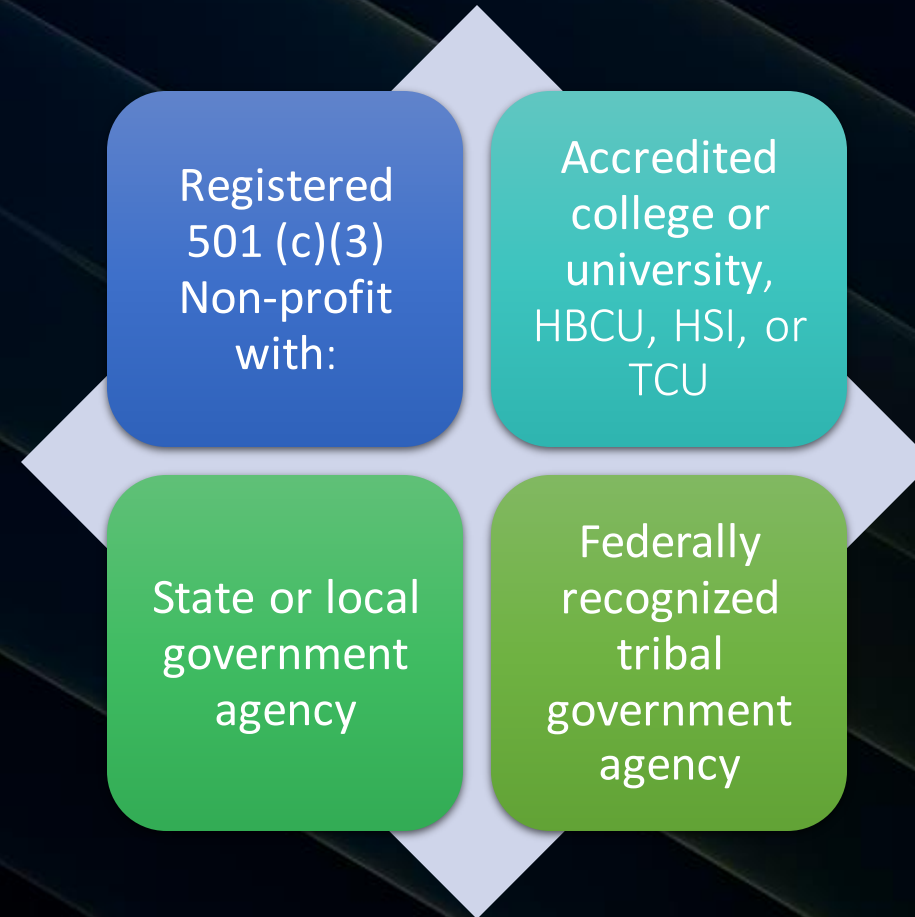 Registered
501 (c)(3)
Non-profit
with:
Accredited
college or
university,
HBCU, HSI, or
TCU
State or local
government
agency
Federally
recognized
tribal
government
agency